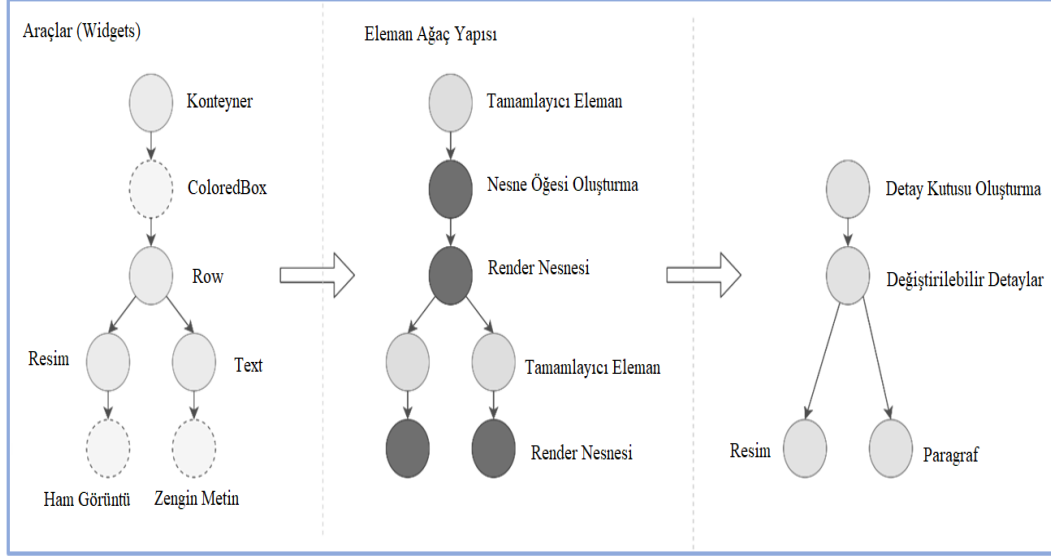 Araçlar (Widgets)
Konteyner
ColoredBox
Row
Resim
Text
Ham Görüntü
Zengin Metin
Eleman Ağaç Yapısı
Tamamlayıcı Eleman
Nesne Öğesi Oluşturma
Render Nesnesi
Tamamlayıcı Eleman
Render Nesnesi
Detay Kutusu Oluşturma
Değiştirilebilir Detaylar
Resim
Paragraf